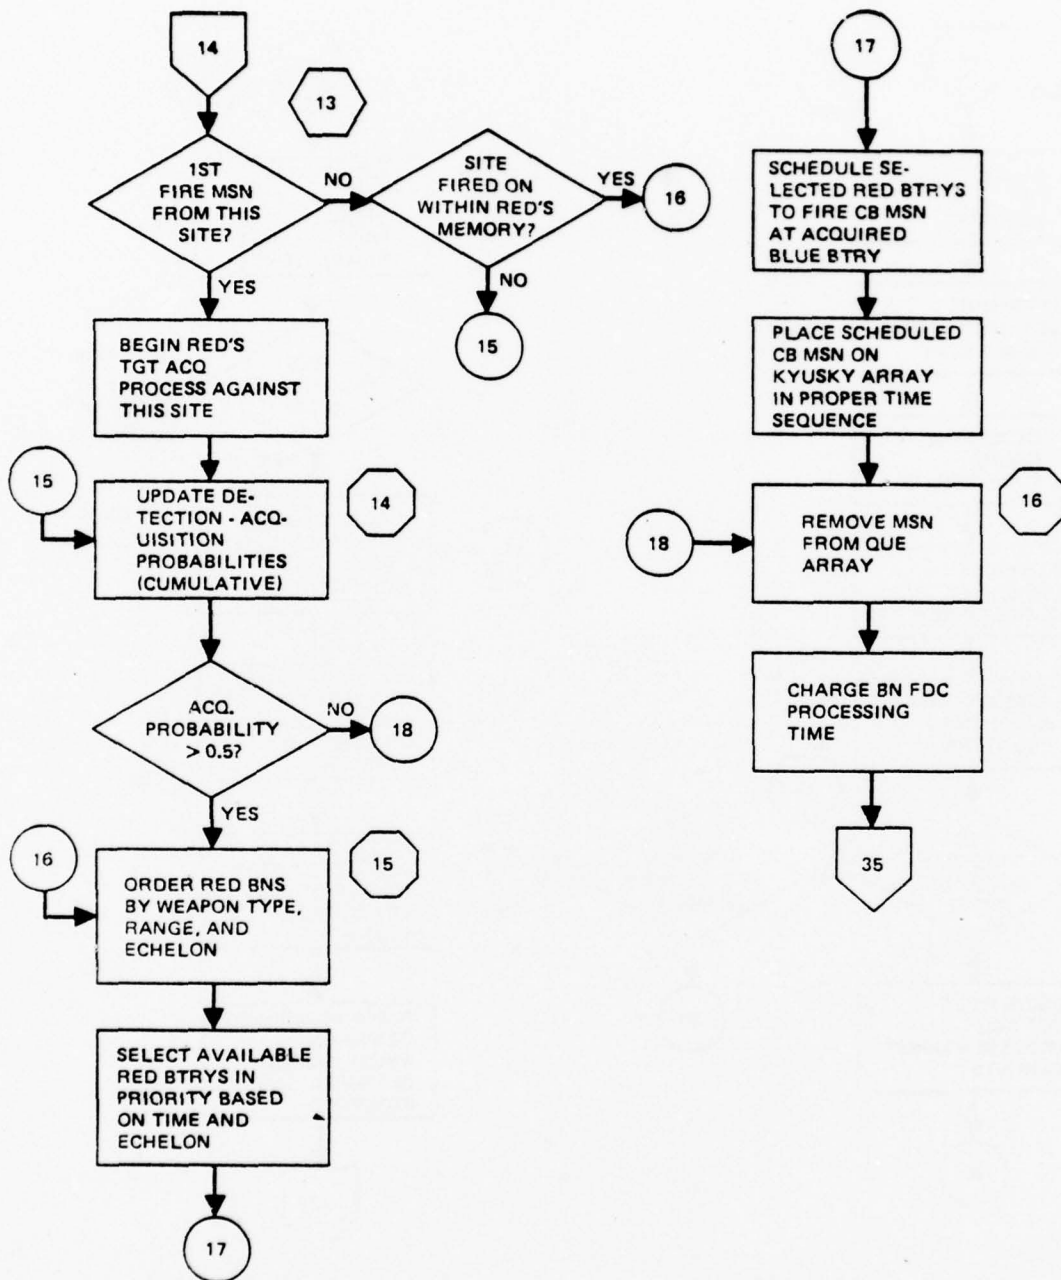 14
13
1ST
FIRE MSN
FROM THIS
SITE?
NO
SITE
FIRED ON
WITHIN RED'S
MEMORY?
YES
16
NO
15
YES
BEGIN RED'S
TGT ACQ
PROCESS AGAINST
THIS SITE
15
14
UPDATE DE-
TECTION - ACQ-
UISITION
PROBABILITIES
(CUMULATIVE)
ACQ.
PROBABILITY
> 0.5?
NO
18
YES
16
15
ORDER RED BNS
BY WEAPON TYPE,
RANGE, AND
ECHELON
SELECT AVAILABLE
RED BTRYS IN
PRIORITY BASED
ON TIME AND
ECHELON
17
17
SCHEDULE SE-
LECTED RED BTRYS
TO FIRE CB MSN
AT ACQUIRED
BLUE BTRY
PLACE SCHEDULED
CB MSN ON
KYUSKY ARRAY
IN PROPER TIME
SEQUENCE
16
18
REMOVE MSN
FROM QUE
ARRAY
CHARGE BN FDC
PROCESSING
TIME
35